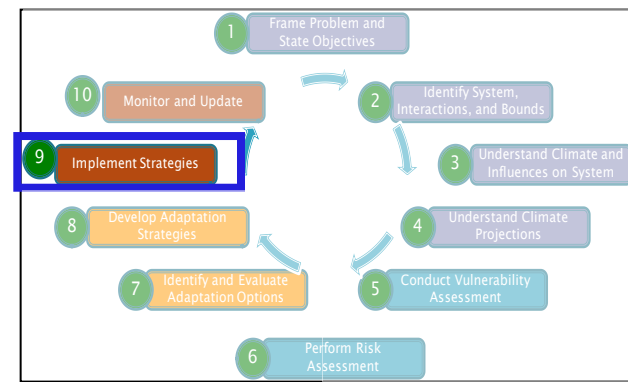 1
Frame Problem and
State Objectives
2
Identify System,
Interactions, and Bounds
3
Understand Climate and
Influences on System
4
Understand Climate
Projections
5
Conduct Vulnerability
Assessment
6
Perform Risk
Assessment
7
Identify and Evaluate
Adaptation Options
8
Develop Adaptation
Strategies
9
Implement Strategies
10
Monitor and Update